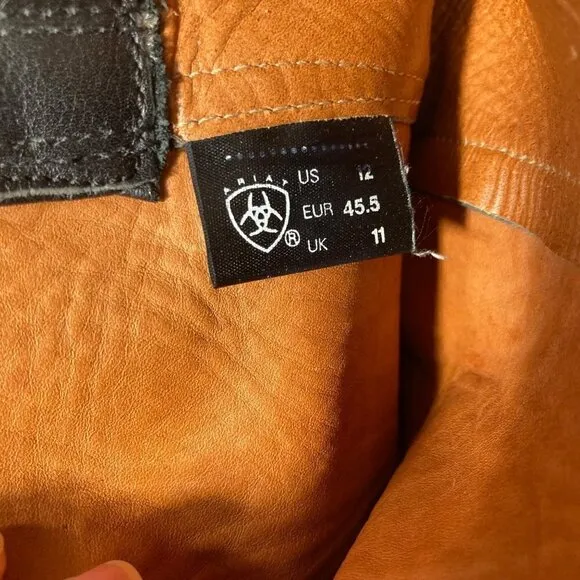 ARIAT
US 12
EUR 45.5
® UK 11